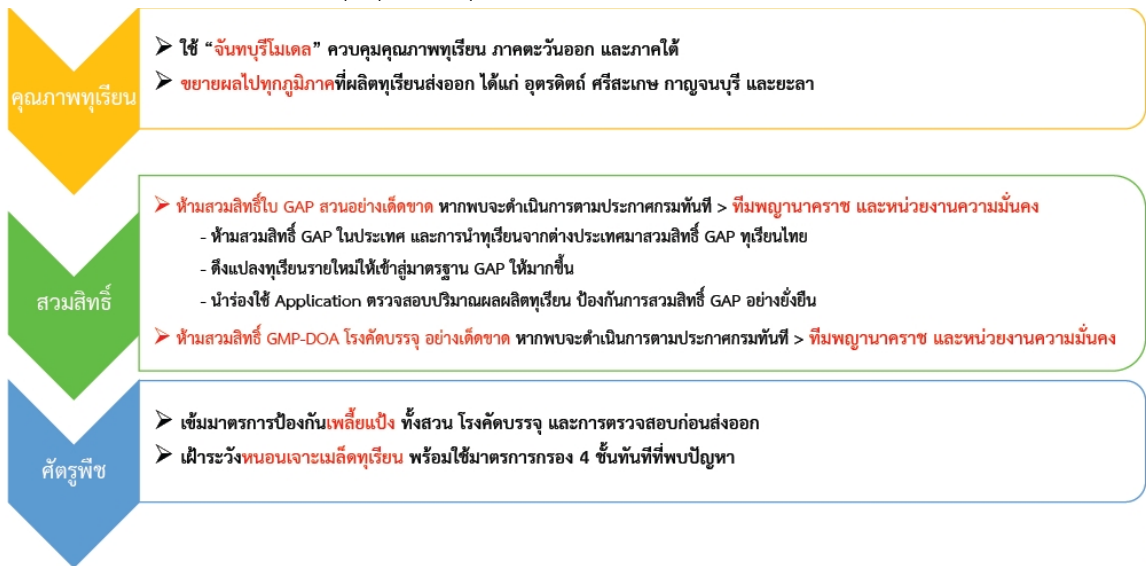 คุณภาพทุเรียน
➢ ใช้ “จันทบุรีโมเดล” ควบคุมคุณภาพทุเรียน ภาคตะวันออก และภาคใต้
➢ ขยายผลไปทุกภูมิภาคที่ผลิตทุเรียนส่งออก ได้แก่ อุตรดิตถ์ ศรีสะเกษ กาญจนบุรี และยะลา
สวมสิทธิ์
➢ ห้ามสวมสิทธิ์ใบ GAP สวนอย่างเด็ดขาด หากพบจะดำเนินการตามประกาศกรมทันที > ทีมพญานาคราช และหน่วยงานความมั่นคง
- ห้ามสวมสิทธิ์ GAP ในประเทศ และการนำทุเรียนจากต่างประเทศมาสวมสิทธิ์ GAP ทุเรียนไทย
- ดึงแปลงทุเรียนรายใหม่ให้เข้าสู่มาตรฐาน GAP ให้มากขึ้น
- นำร่องใช้ Application ตรวจสอบปริมาณผลผลิตทุเรียน ป้องกันการสวมสิทธิ์ GAP อย่างยั่งยืน
➢ ห้ามสวมสิทธิ์ GMP-DOA โรงคัดบรรจุ อย่างเด็ดขาด หากพบจะดำเนินการตามประกาศกรมทันที > ทีมพญานาคราช และหน่วยงานความมั่นคง
ศัตรูพืช
➢ เข้มมาตรการป้องกันเพลี้ยแป้ง ทั้งสวน โรงคัดบรรจุ และการตรวจสอบก่อนส่งออก
➢ เฝ้าระวังหนอนเจาะเมล็ดทุเรียน พร้อมใช้มาตรการกรอง 4 ชั้นทันทีที่พบปัญหา